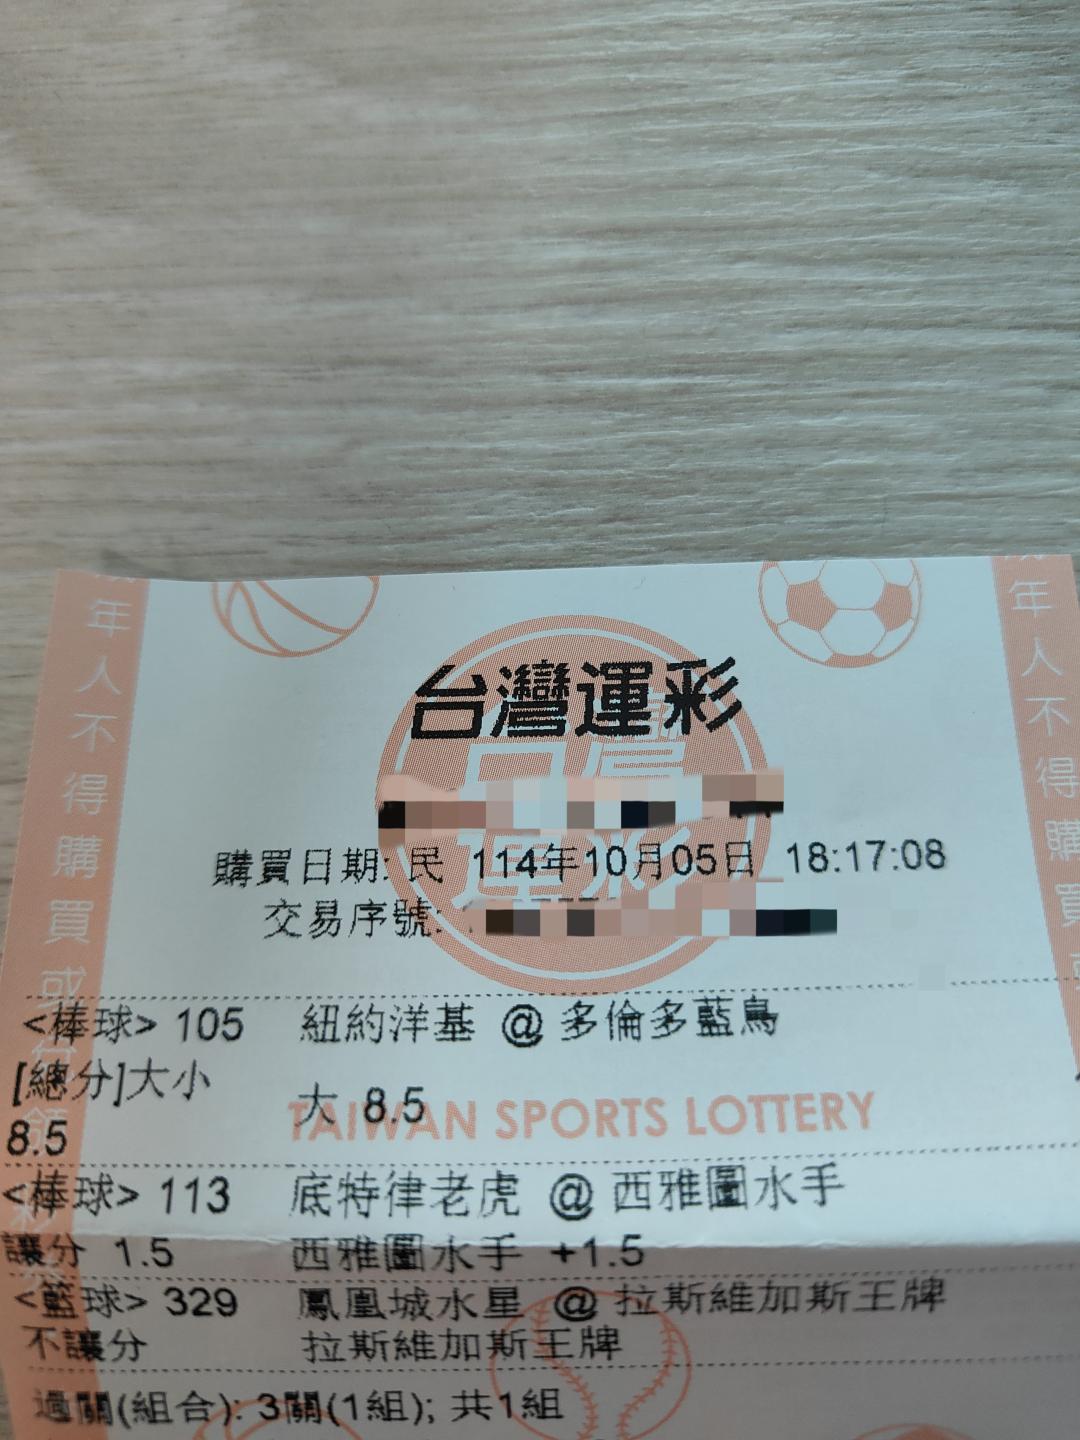 台灣運彩
購買日期: 民 114年10月05日 18:17:08
交易序號:
<棒球> 105 紐約洋基 @ 多倫多藍鳥
[總分]大小 大 8.5
8.5
TAIWAN SPORTS LOTTERY
<棒球> 113 底特律老虎 @ 西雅圖水手
讓分 1.5 西雅圖水手 +1.5
<籃球> 329 鳳凰城水星 @ 拉斯維加斯王牌
不讓分 拉斯維加斯王牌
過關(組合): 3關(1組); 共1組
年人不得購買或
年人不得購買